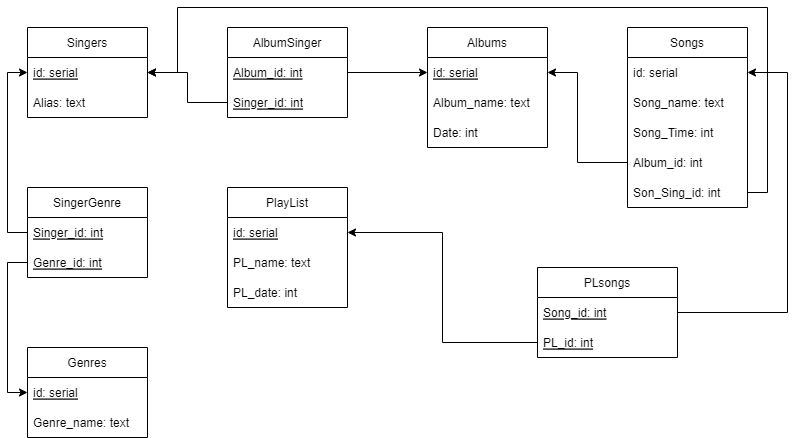 Singers
id: serial
Alias: text
AlbumSinger
Album_id: int
Singer_id: int
Albums
id: serial
Album_name: text
Date: int
Songs
id: serial
Song_name: text
Song_Time: int
Album_id: int
Son_Sing_id: int
SingerGenre
Singer_id: int
Genre_id: int
PlayList
id: serial
PL_name: text
PL_date: int
PLsongs
Song_id: int
PL_id: int
Genres
id: serial
Genre_name: text